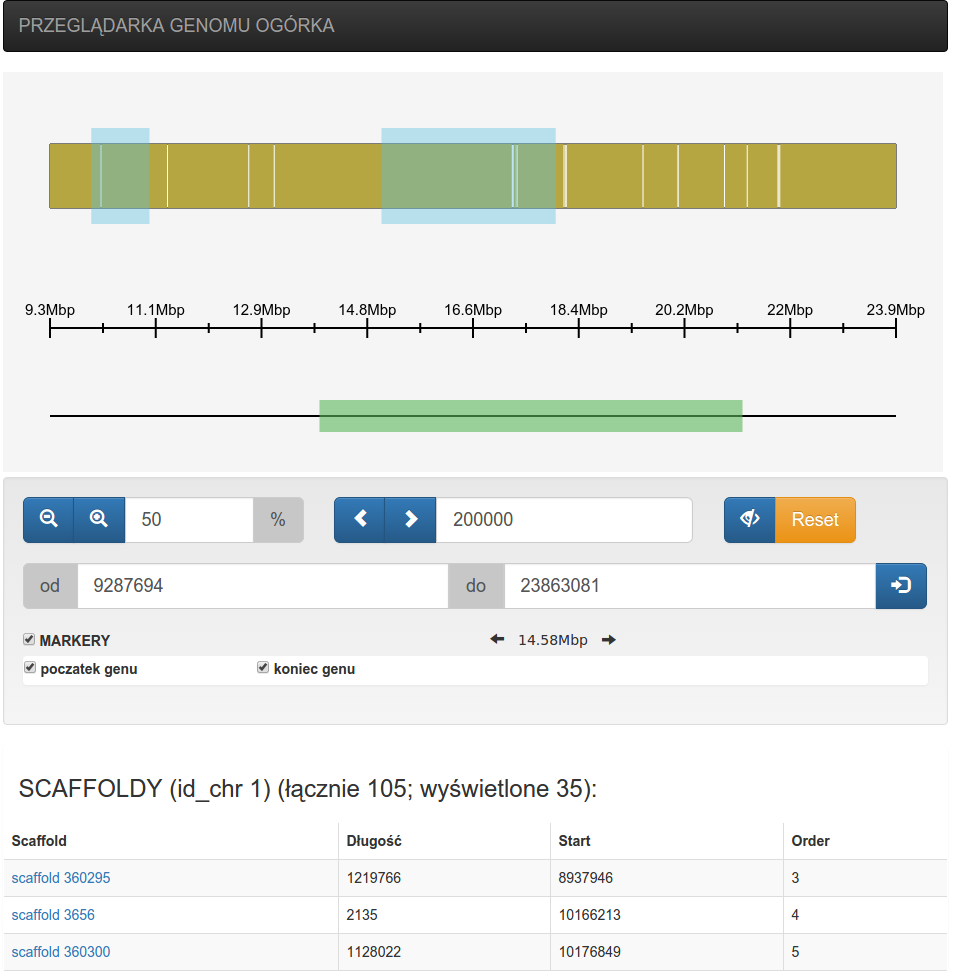 PRZEGLĄDARKA GENOMU OGÓRKA
9.3Mbp 11.1Mbp 12.9Mbp 14.8Mbp 16.6Mbp 18.4Mbp 20.2Mbp 22Mbp 23.9Mbp
50 % 200000 Reset
od 9287694 do 23863081
MARKERY 14.58Mbp
poczatek genu koniec genu
SCAFFOLDY (id_chr 1) (łącznie 105; wyświetlone 35):
Scaffold Długość Start Order
scaffold 360295 1219766 8937946 3
scaffold 3656 2135 10166213 4
scaffold 360300 1128022 10176849 5